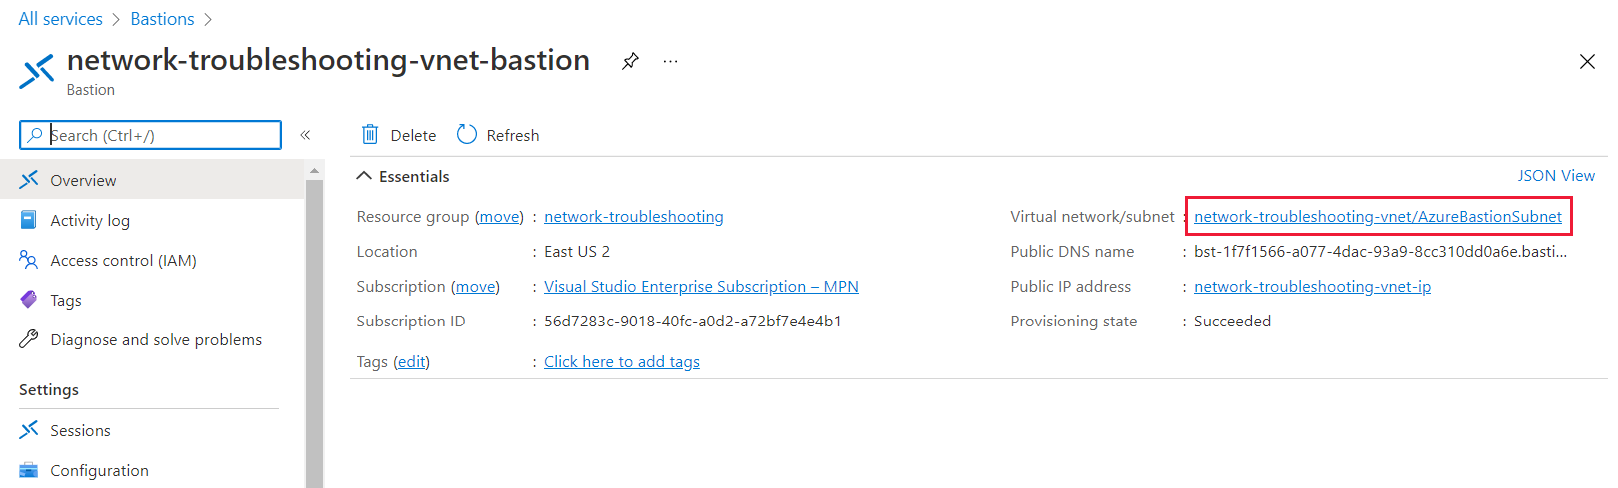 All services > Bastions >
network-troubleshooting-vnet-bastion ...
Bastion
Search (Ctrl+/) «
Delete Refresh
Overview
Activity log
Access control (IAM)
Tags
Diagnose and solve problems
Settings
Sessions
Configuration
Essentials JSON View
Resource group (move) : network-troubleshooting
Location : East US 2
Subscription (move) : Visual Studio Enterprise Subscription – MPN
Subscription ID : 56d7283c-9018-40fc-a0d2-a72bf7e4e4b1
Tags (edit) : Click here to add tags
Virtual network/subnet : network-troubleshooting-vnet/AzureBastionSubnet
Public DNS name : bst-1f7f1566-a077-4dac-93a9-8cc310dd0a6e.basti...
Public IP address : network-troubleshooting-vnet-ip
Provisioning state : Succeeded